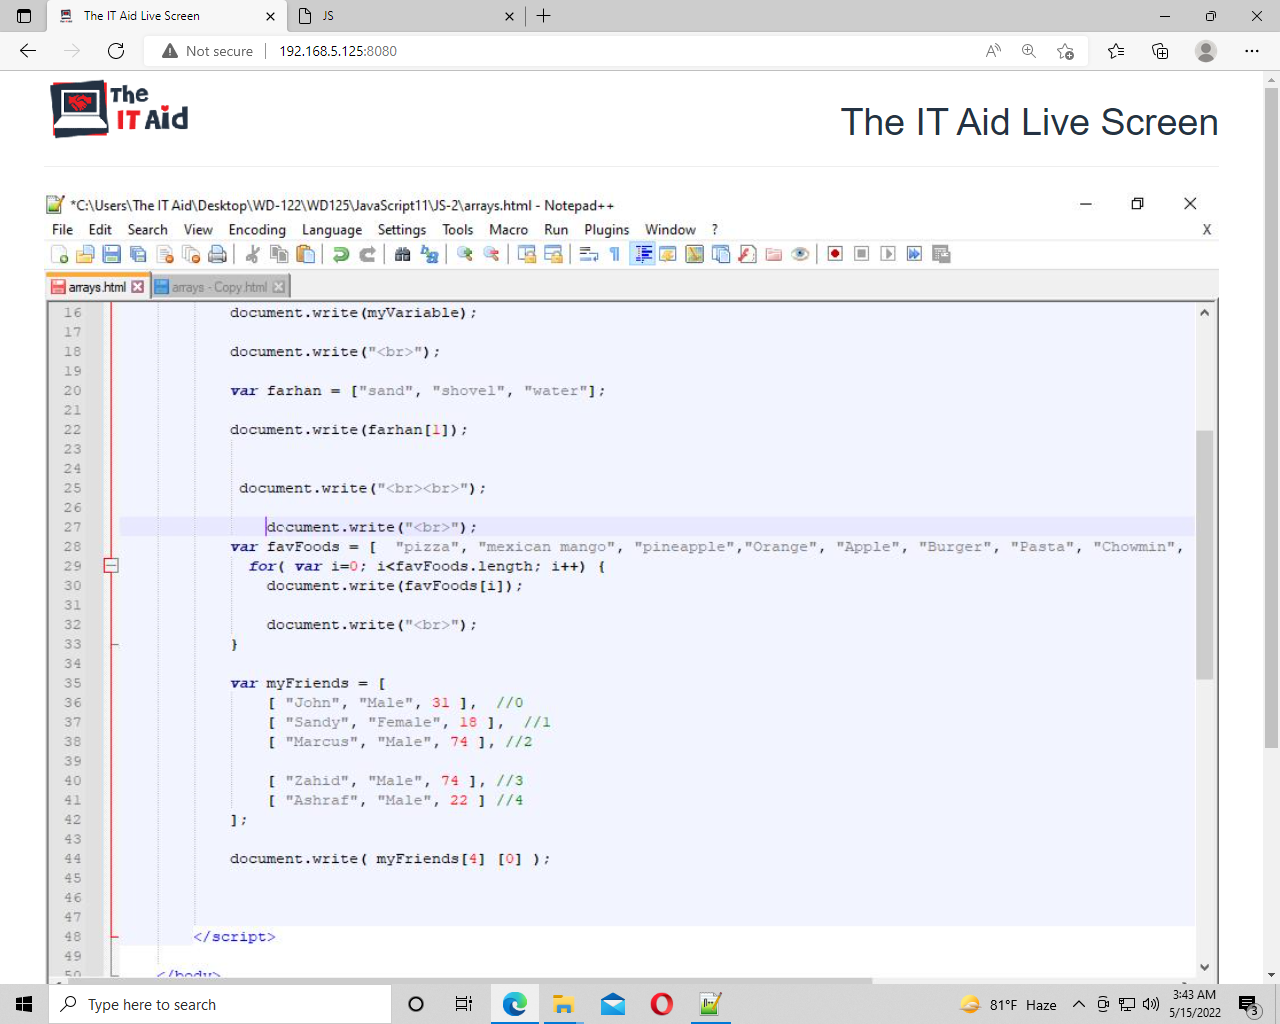 The IT Aid Live Screen
JS
Not secure
192.168.5.125:8080
The
IT Aid
The IT Aid Live Screen
*C:\Users\The IT Aid\Desktop\WD-122\WD125\JavaScript11\JS-2\arrays.html - Notepad++
File Edit Search View Encoding Language Settings Tools Macro Run Plugins Window ? X
arrays.html arrays - Copy.html
16 document.write(myVariable);
17
18 document.write("<br>");
19
20 var farhan = ["sand", "shovel", "water"];
21
22 document.write(farhan[1]);
23
24
25 document.write("<br><br>");
26
27 document.write("<br>");
28 var favFoods = [ "pizza", "mexican mango", "pineapple","Orange", "Apple", "Burger", "Pasta", "Chowmin",
29 for( var i=0; i<favFoods.length; i++) {
30 document.write(favFoods[i]);
31
32 document.write("<br>");
33 }
34
35 var myFriends = [
36 [ "John", "Male", 31 ], //0
37 [ "Sandy", "Female", 18 ], //1
38 [ "Marcus", "Male", 74 ], //2
39
40 [ "Zahid", "Male", 74 ], //3
41 [ "Ashraf", "Male", 22 ] //4
42 ];
43
44 document.write( myFriends[4] [0] );
45
46
47
48 </script>
49
50 </body>
Type here to search
81°F Haze
3:43 AM
5/15/2022
3